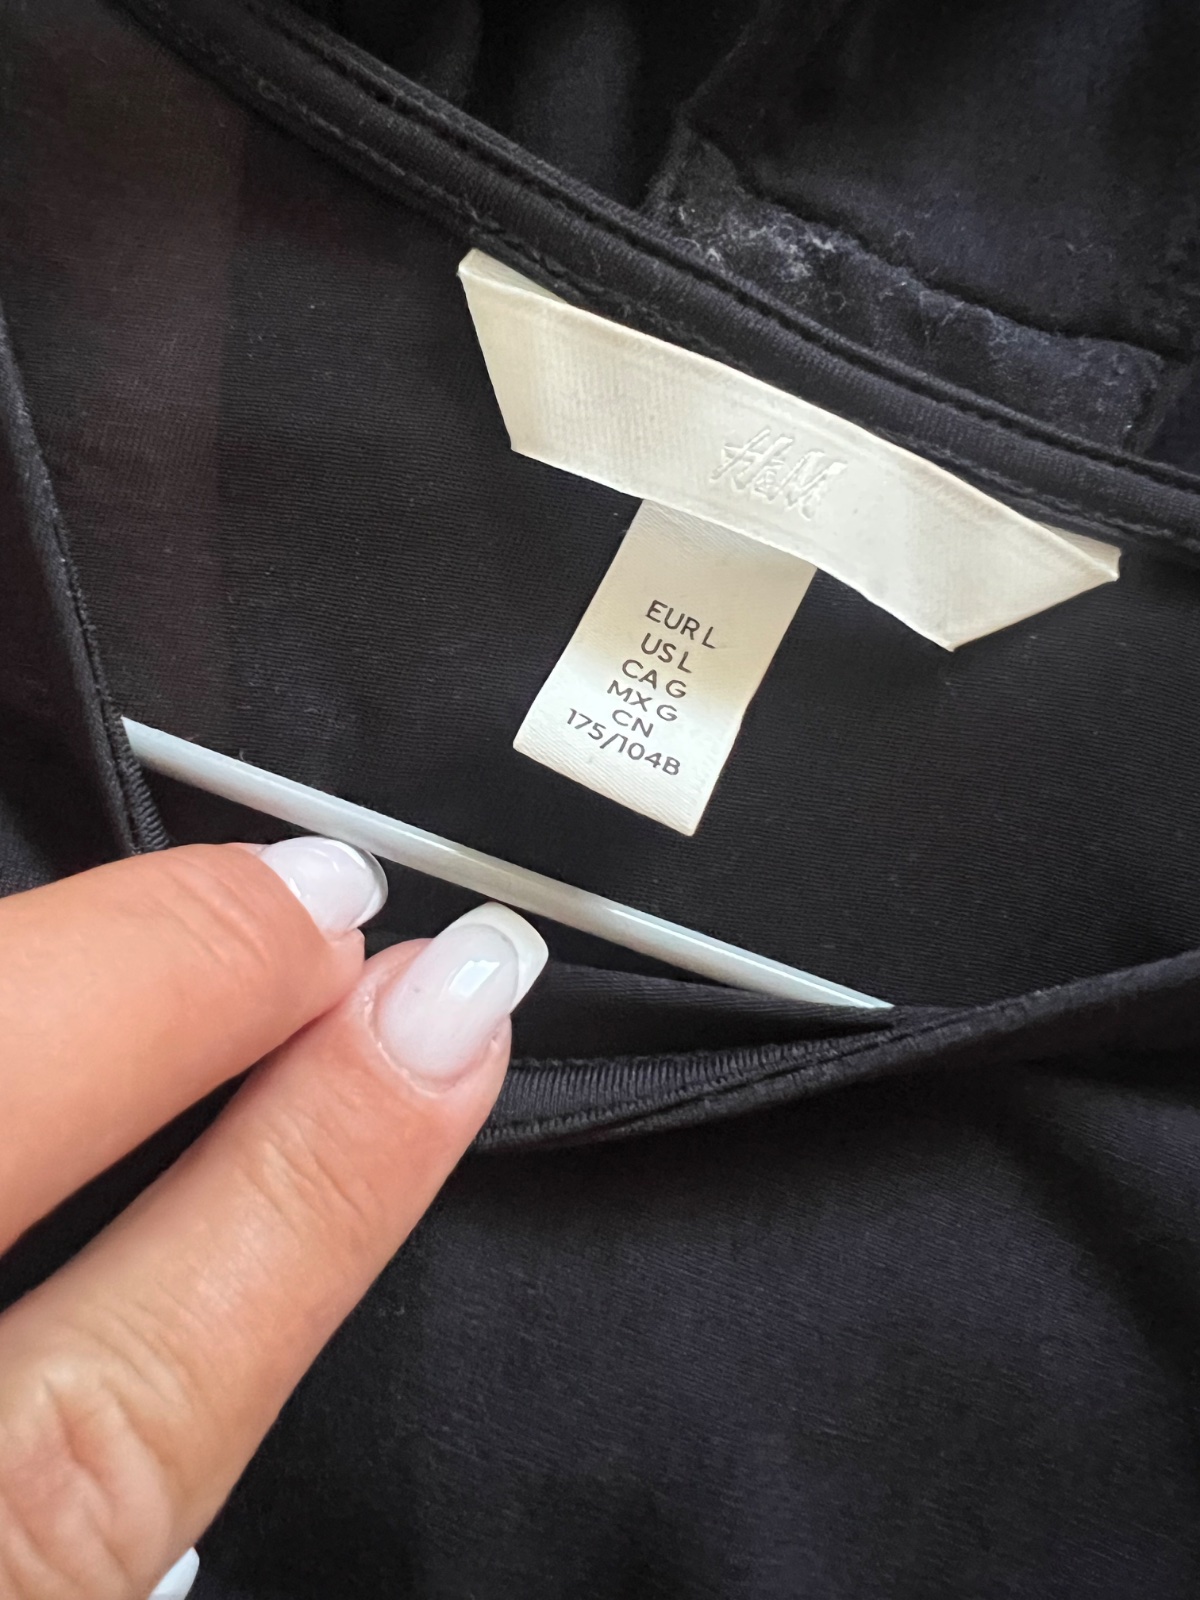 H&M
EUR L
US L
CA G
MX G
CN
175/104B